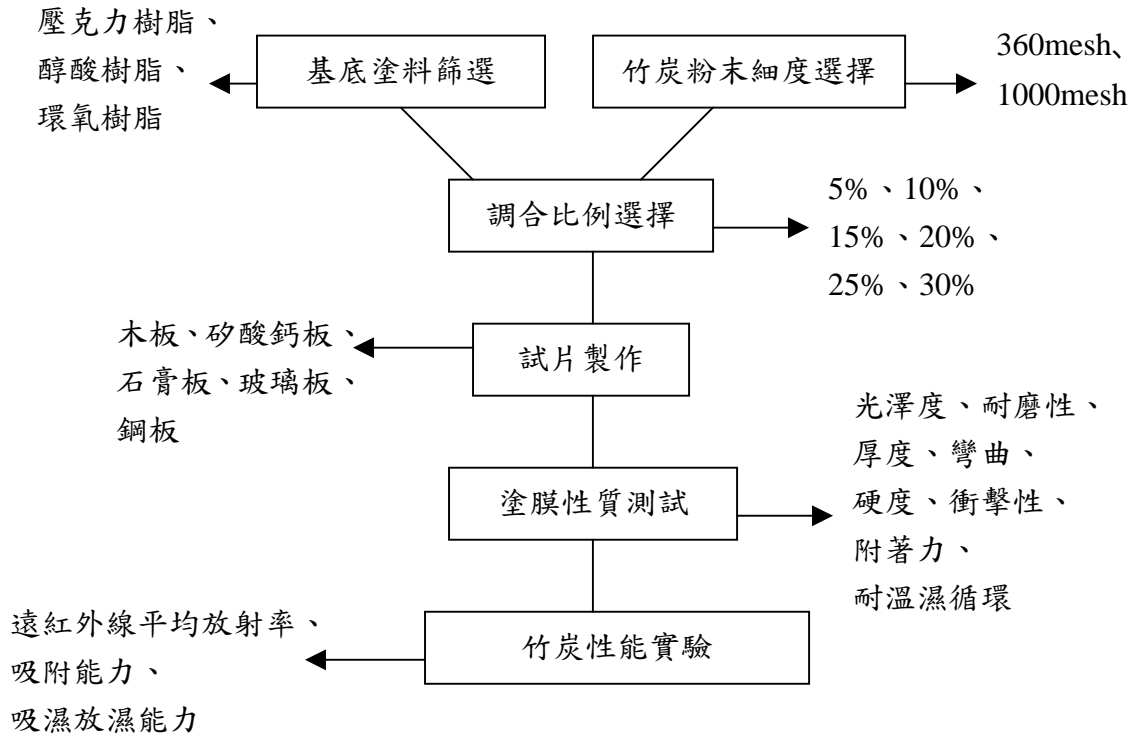 壓克力樹脂、
醇酸樹脂、
環氧樹脂
基底塗料篩選
竹炭粉末細度選擇
360mesh、
1000mesh
調合比例選擇
5%、10%、
15%、20%、
25%、30%
木板、矽酸鈣板、
石膏板、玻璃板、
鋼板
試片製作
光澤度、耐磨性、
厚度、彎曲、
硬度、衝擊性、
附著力、
耐溫濕循環
塗膜性質測試
遠紅外線平均放射率、
吸附能力、
吸濕放濕能力
竹炭性能實驗